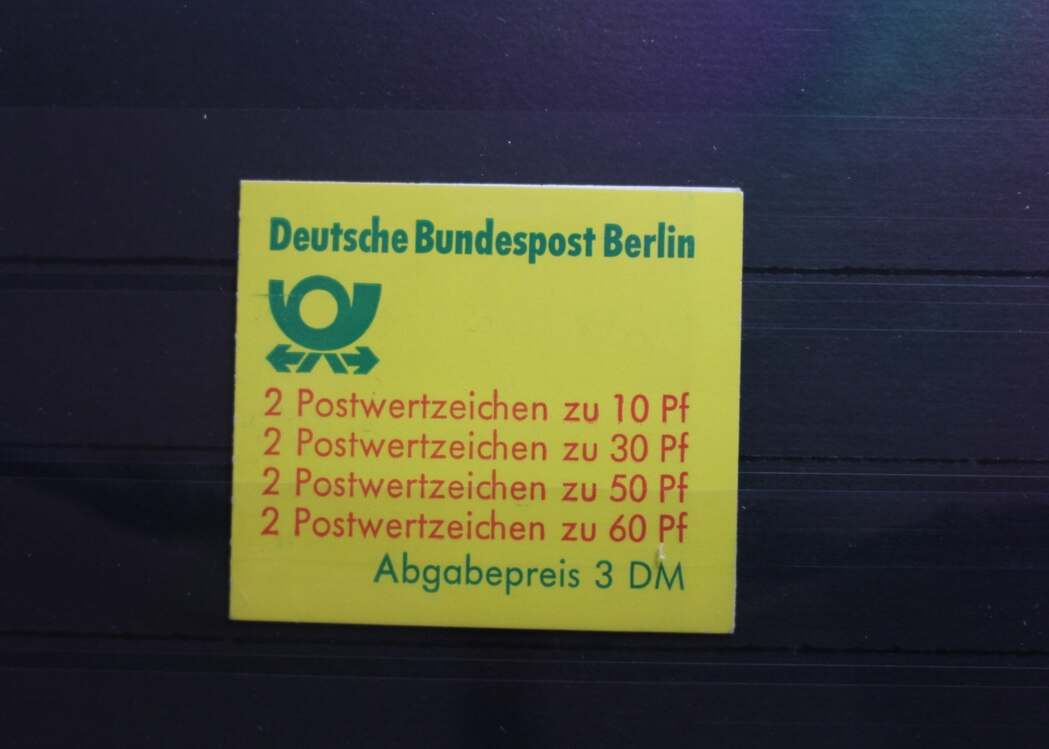 Deutsche Bundespost Berlin
2 Postwertzeichen zu 10 Pf
2 Postwertzeichen zu 30 Pf
2 Postwertzeichen zu 50 Pf
2 Postwertzeichen zu 60 Pf
Abgabepreis 3 DM